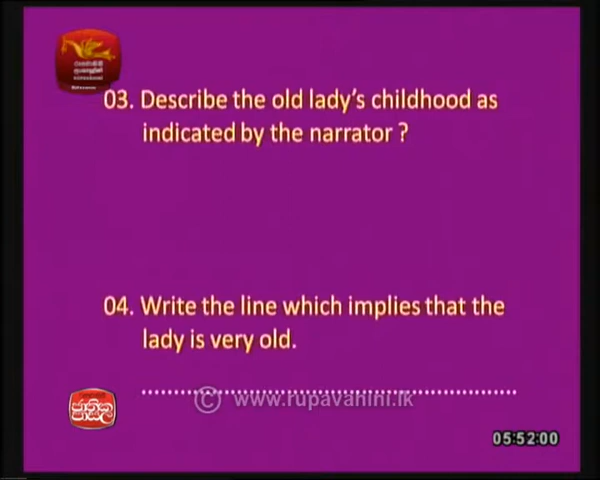 03. Describe the old lady's childhood as
indicated by the narrator ?
04. Write the line which implies that the
lady is very old.
© www.rupavahini.lk
ජාතික
පාසල
05:52:00